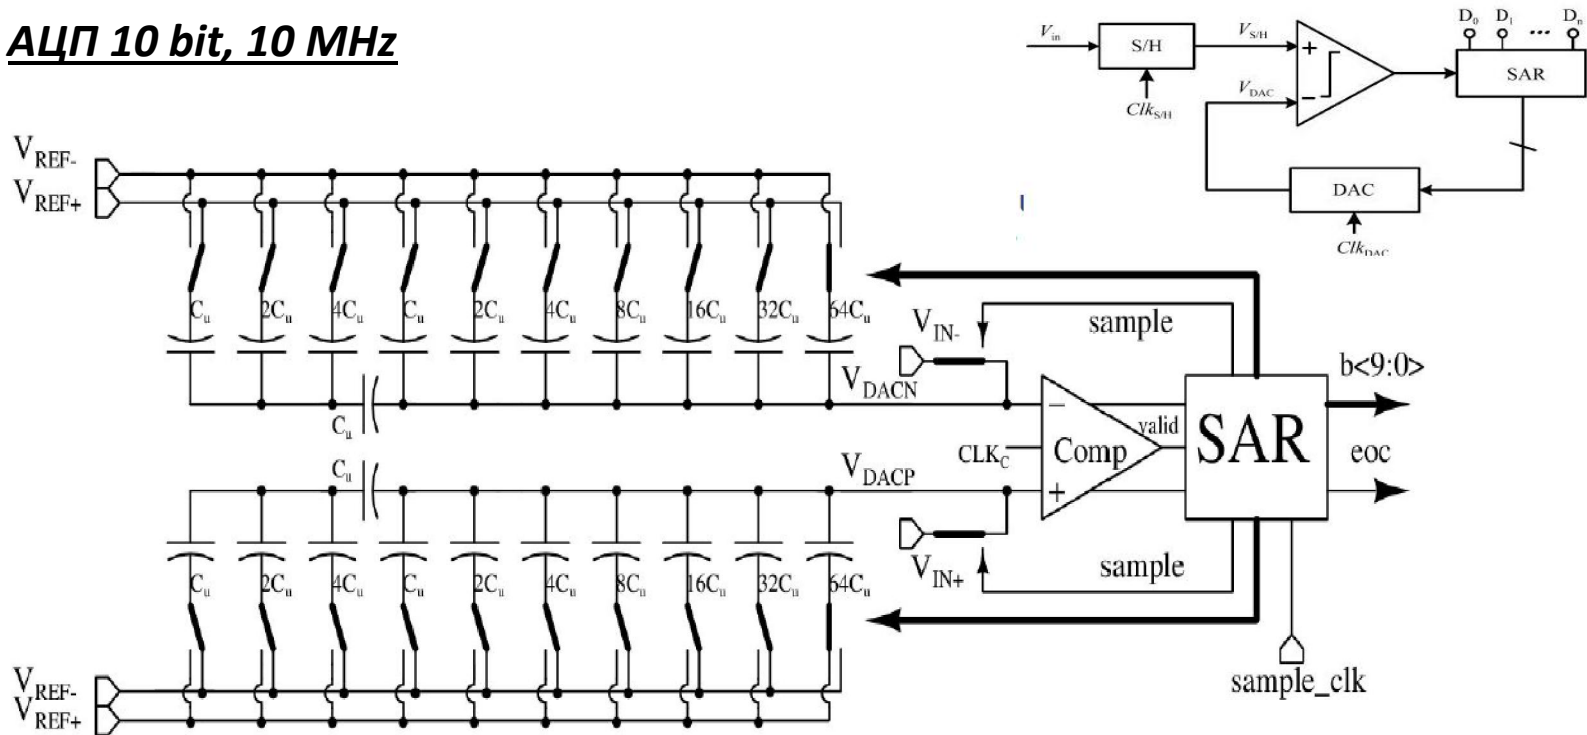 АЦП 10 bit, 10 MHz
V_in S/H V_S/H + SAR D_0 D_1 ... D_n
Clk_S/H V_DAC −
DAC
Clk_DAC
V_REF-
V_REF+
C_u 2C_u 4C_u C_u 2C_u 4C_u 8C_u 16C_u 32C_u 64C_u
V_IN- sample
V_DACN
C_u
− valid SAR b<9:0>
CLK_C Comp eoc
C_u V_DACP
+
V_IN+ sample
C_u 2C_u 4C_u C_u 2C_u 4C_u 8C_u 16C_u 32C_u 64C_u
V_REF-
V_REF+
sample_clk